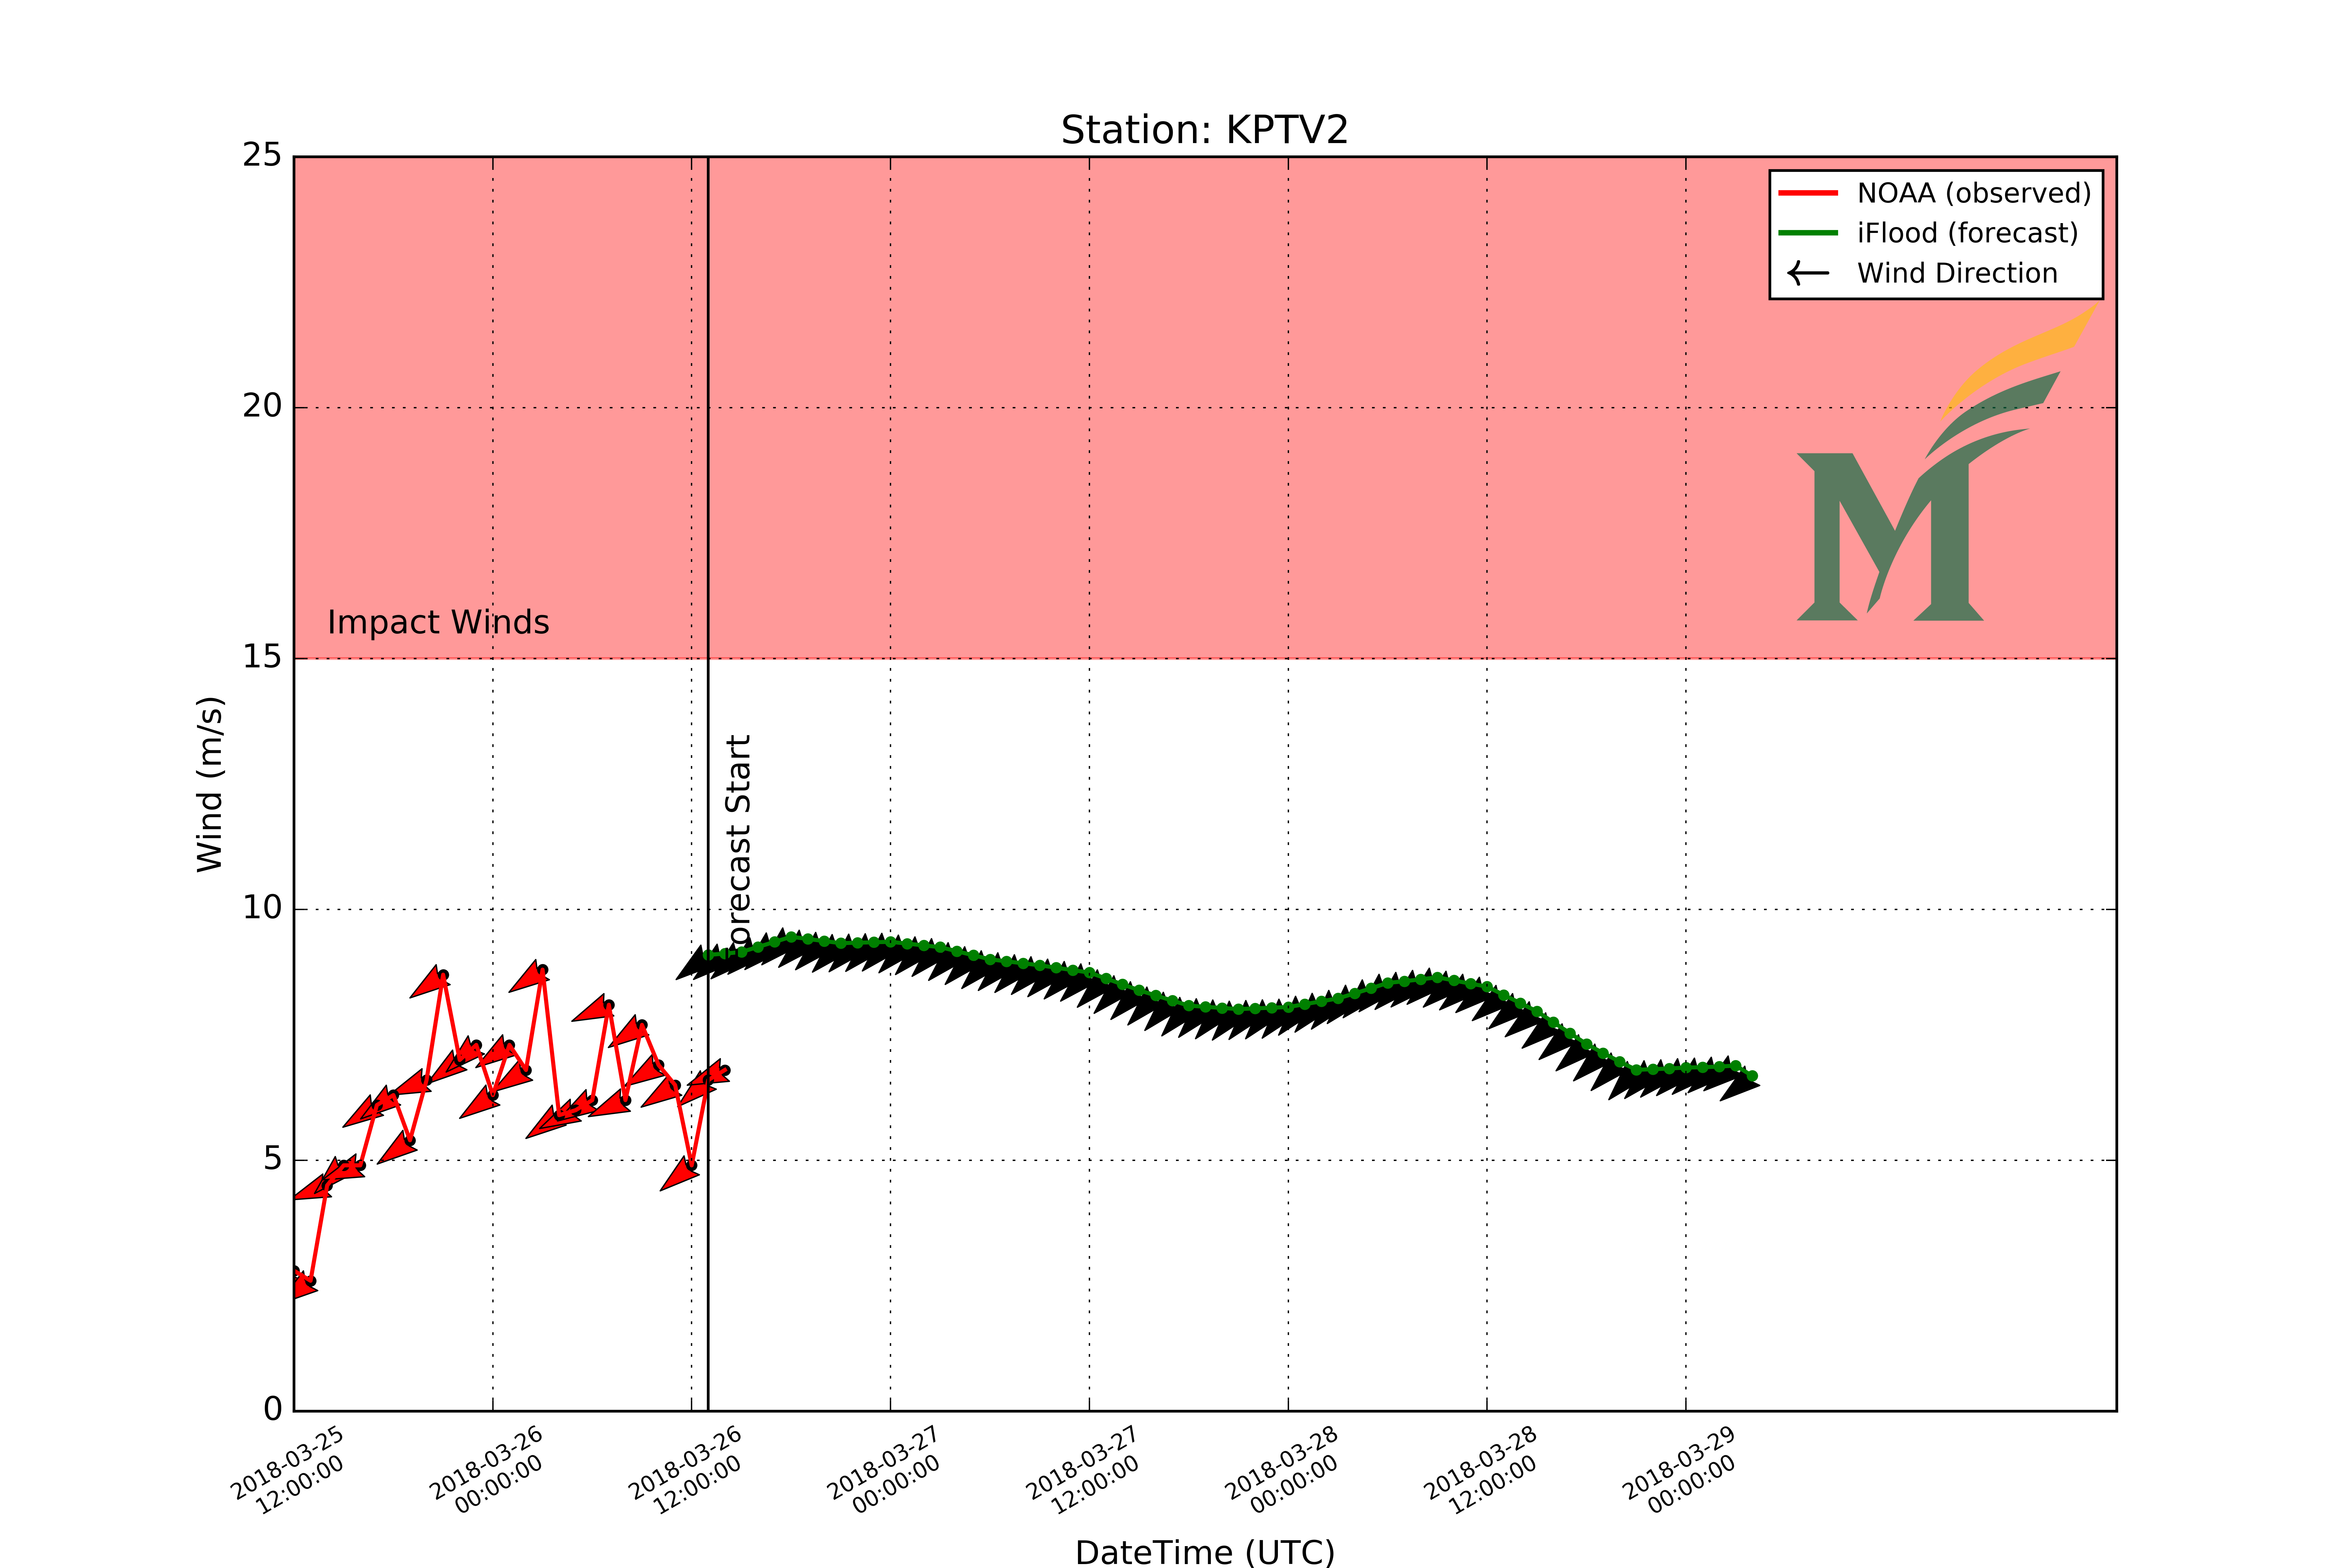 Station: KPTV2
25
20
15
10
5
0
Wind (m/s)
NOAA (observed)
iFlood (forecast)
Wind Direction
M
Impact Winds
Forecast Start
2018-03-25
12:00:00
2018-03-26
00:00:00
2018-03-26
12:00:00
2018-03-27
00:00:00
2018-03-27
12:00:00
2018-03-28
00:00:00
2018-03-28
12:00:00
2018-03-29
00:00:00
DateTime (UTC)